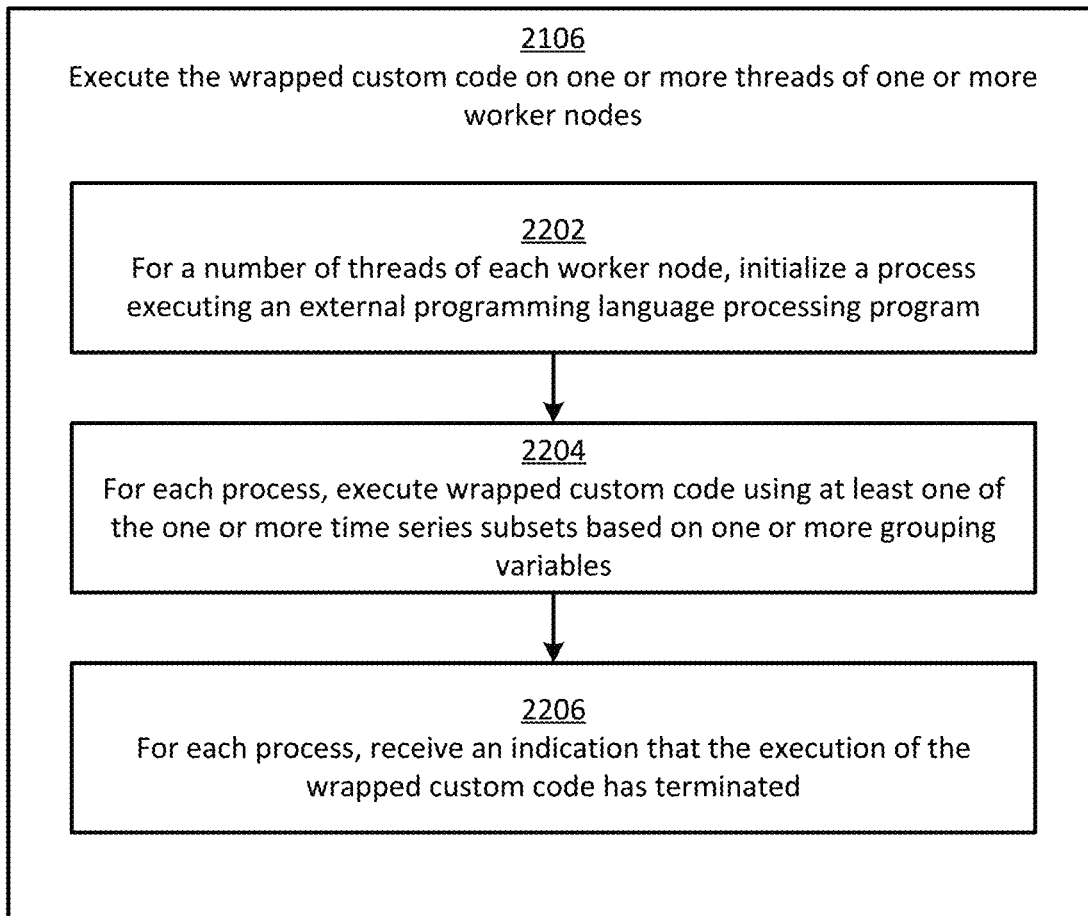 2106
Execute the wrapped custom code on one or more threads of one or more
worker nodes
2202
For a number of threads of each worker node, initialize a process
executing an external programming language processing program
2204
For each process, execute wrapped custom code using at least one of
the one or more time series subsets based on one or more grouping
variables
2206
For each process, receive an indication that the execution of the
wrapped custom code has terminated